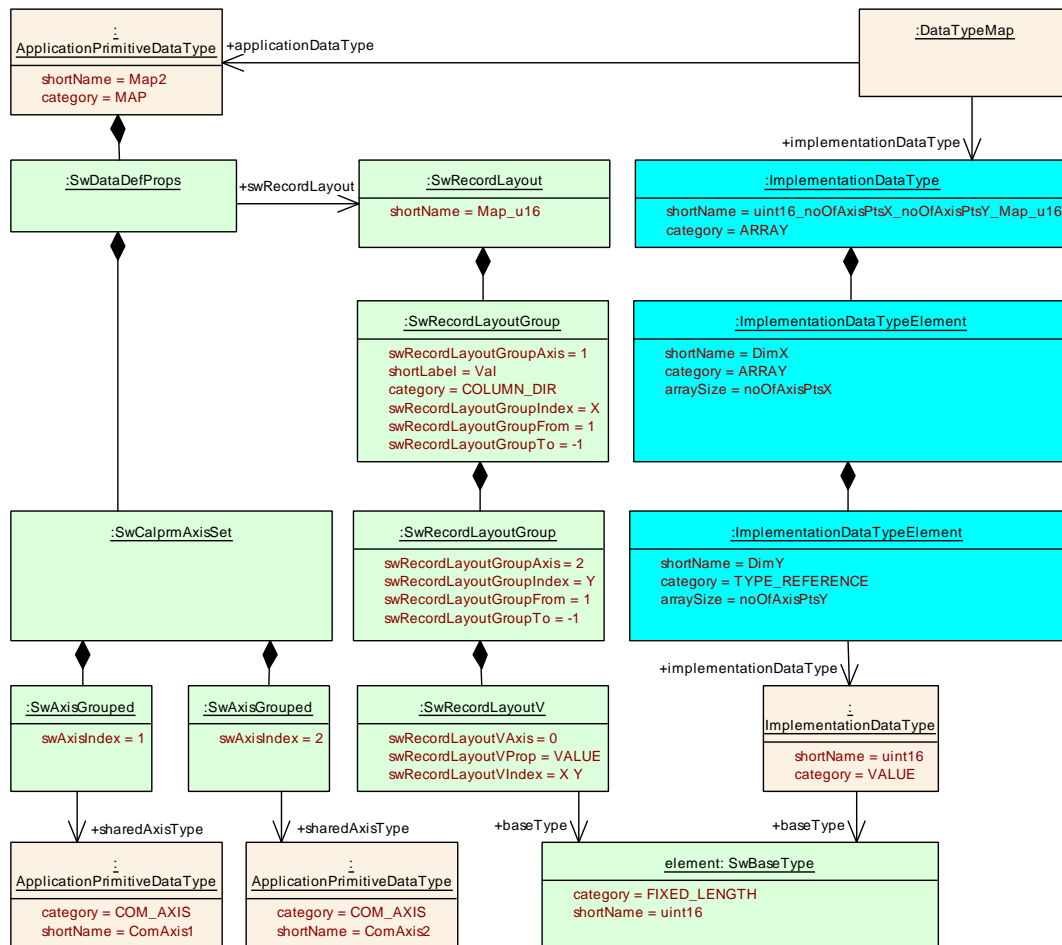 :
ApplicationPrimitiveDataType
shortName = Map2
category = MAP
+applicationDataType
:DataTypeMap
+implementationDataType
:SwDataDefProps
+swRecordLayout
:SwRecordLayout
shortName = Map_u16
:ImplementationDataType
shortName = uint16_noOfAxisPtsX_noOfAxisPtsY_Map_u16
category = ARRAY
:SwRecordLayoutGroup
swRecordLayoutGroupAxis = 1
shortLabel = Val
category = COLUMN_DIR
swRecordLayoutGroupIndex = X
swRecordLayoutGroupFrom = 1
swRecordLayoutGroupTo = -1
:ImplementationDataTypeElement
shortName = DimX
category = ARRAY
arraySize = noOfAxisPtsX
:SwCalprmAxisSet
:SwRecordLayoutGroup
swRecordLayoutGroupAxis = 2
swRecordLayoutGroupIndex = Y
swRecordLayoutGroupFrom = 1
swRecordLayoutGroupTo = -1
:ImplementationDataTypeElement
shortName = DimY
category = TYPE_REFERENCE
arraySize = noOfAxisPtsY
+implementationDataType
:SwAxisGrouped
swAxisIndex = 1
:SwAxisGrouped
swAxisIndex = 2
:SwRecordLayoutV
swRecordLayoutVAxis = 0
swRecordLayoutVProp = VALUE
swRecordLayoutVIndex = X Y
:
ImplementationDataType
shortName = uint16
category = VALUE
+sharedAxisType
+sharedAxisType
+baseType
+baseType
:
ApplicationPrimitiveDataType
category = COM_AXIS
shortName = ComAxis1
:
ApplicationPrimitiveDataType
category = COM_AXIS
shortName = ComAxis2
element: SwBaseType
category = FIXED_LENGTH
shortName = uint16